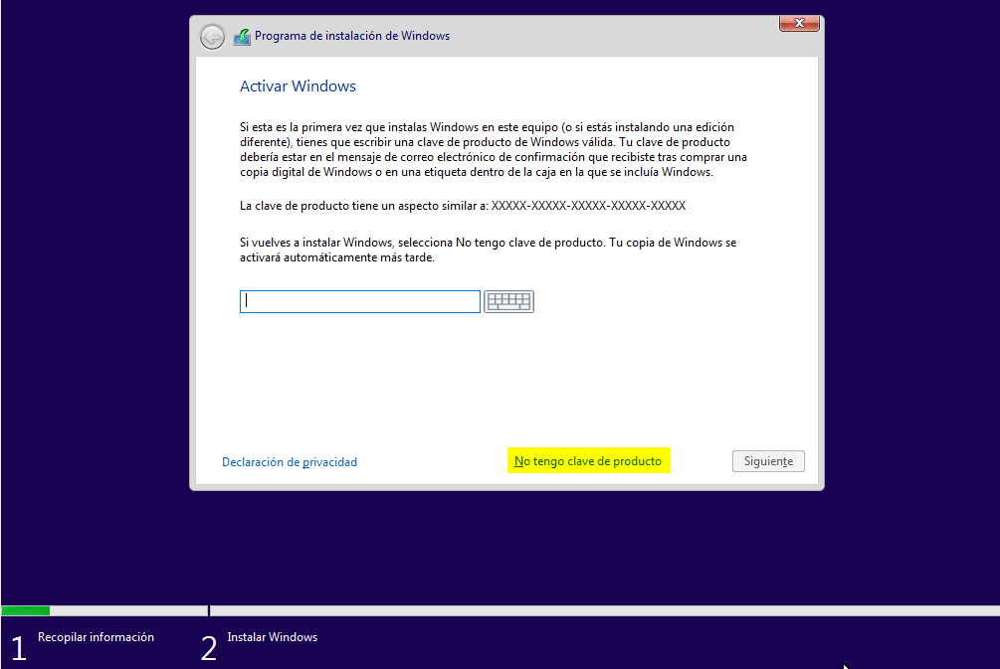 Programa de instalación de Windows
Activar Windows
Si esta es la primera vez que instalas Windows en este equipo (o si estás instalando una edición
diferente), tienes que escribir una clave de producto de Windows válida. Tu clave de producto
debería estar en el mensaje de correo electrónico de confirmación que recibiste tras comprar una
copia digital de Windows o en una etiqueta dentro de la caja en la que se incluía Windows.
La clave de producto tiene un aspecto similar a: XXXXX-XXXXX-XXXXX-XXXXX-XXXXX
Si vuelves a instalar Windows, selecciona No tengo clave de producto. Tu copia de Windows se
activará automáticamente más tarde.
Declaración de privacidad
No tengo clave de producto
Siguiente
1 Recopilar información
2 Instalar Windows